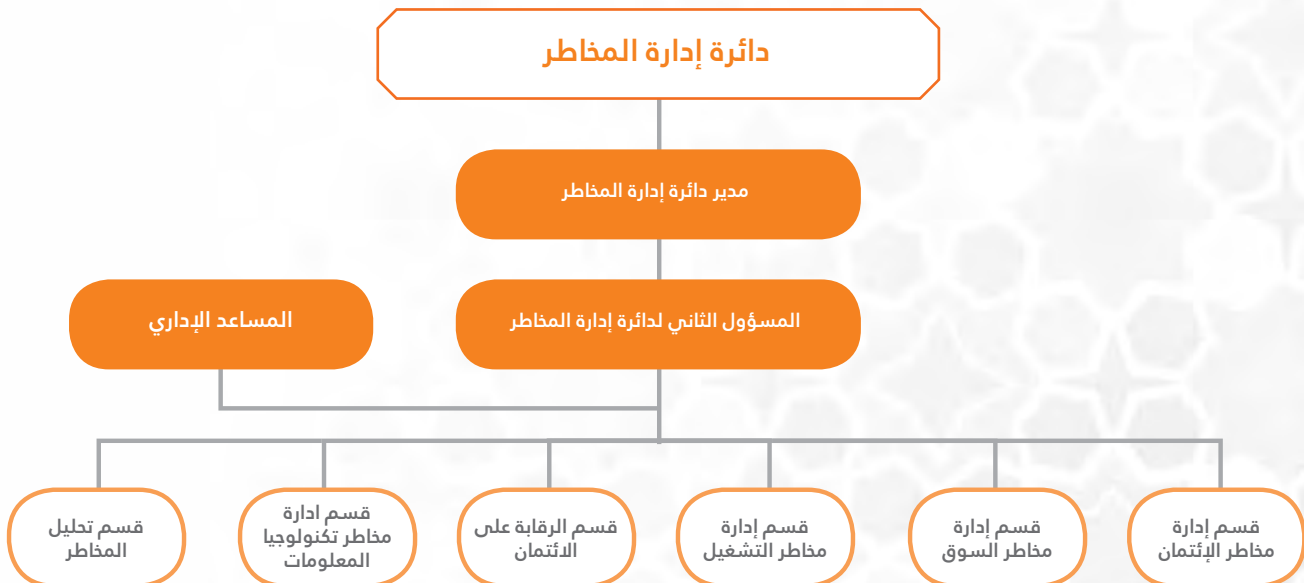 دائرة إدارة المخاطر
مدير دائرة إدارة المخاطر
المسؤول الثاني لدائرة إدارة المخاطر
المساعد الإداري
قسم إدارة
مخاطر الإئتمان
قسم إدارة
مخاطر السوق
قسم إدارة
مخاطر التشغيل
قسم الرقابة على
الائتمان
قسم ادارة
مخاطر تكنولوجيا
المعلومات
قسم تحليل
المخاطر